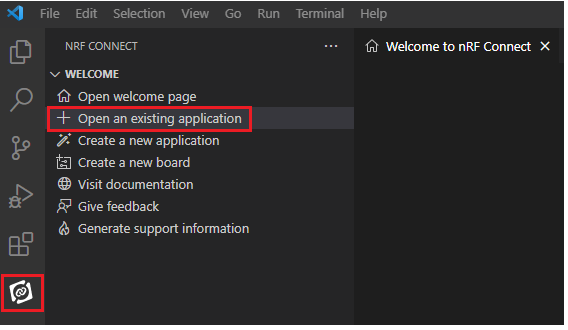 File Edit Selection View Go Run Terminal Help
NRF CONNECT ···
Welcome to nRF Connect
WELCOME
Open welcome page
Open an existing application
Create a new application
Create a new board
Visit documentation
Give feedback
Generate support information